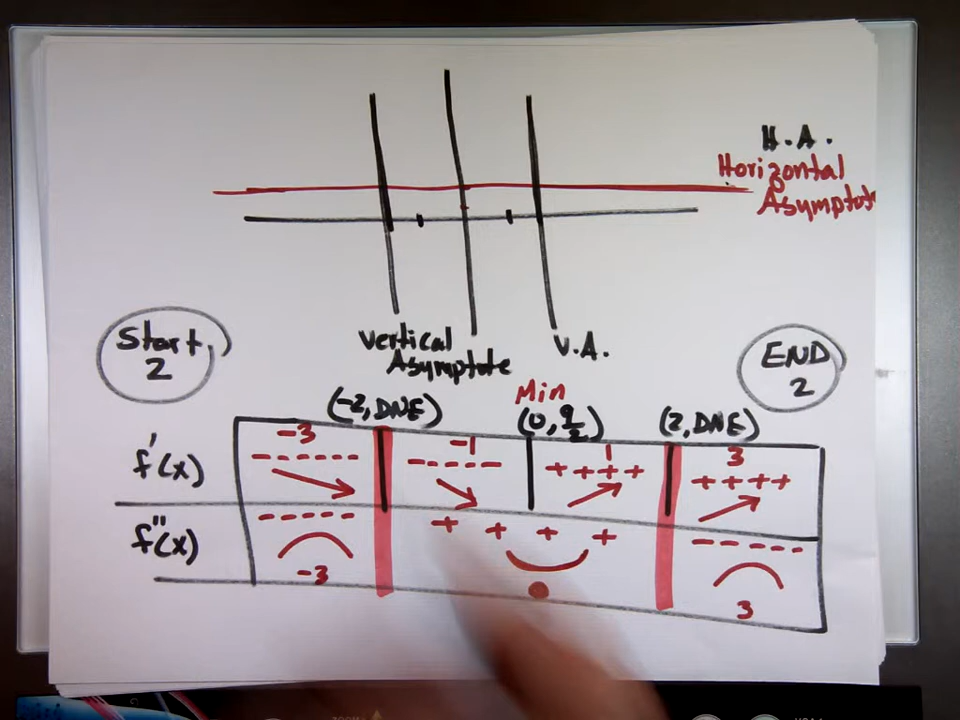 H.A.
Horizontal
Asymptote
Start
2
Vertical
Asymptote
V.A.
END
2
Min
(-2, DNE)
(0, 9/2)
(2, DNE)
f'(x)
-3
- - - - - - - -
-1
- - - - - - -
1
+ + + +
3
+ + + +
f''(x)
- - - - - -
+ + + +
- - - - - - -
-3
3